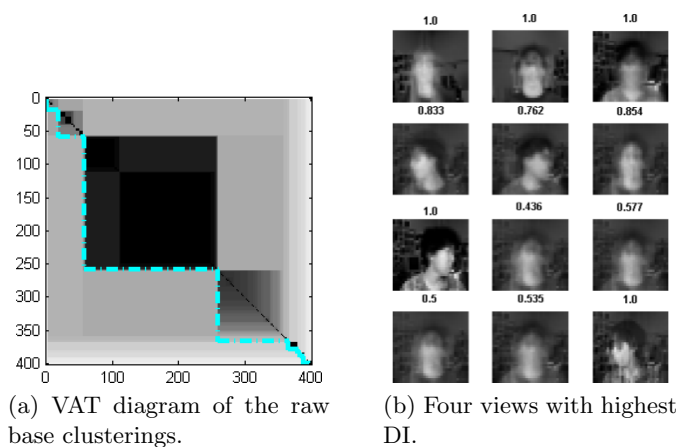 1.0 1.0 1.0
0
50
100
150
200
250
300
350
400
0 100 200 300 400
0.833 0.762 0.854
1.0 0.436 0.577
0.5 0.535 1.0
(a) VAT diagram of the raw
base clusterings.
(b) Four views with highest
DI.